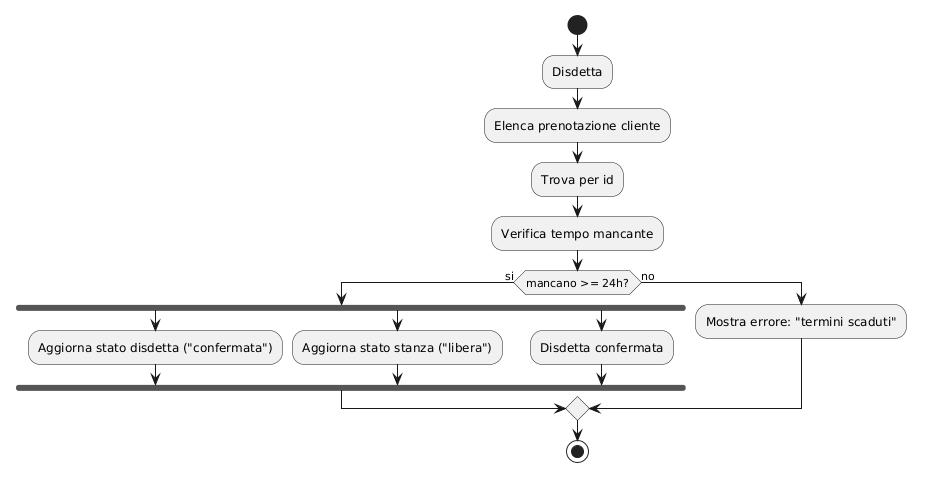 Disdetta
Elenca prenotazione cliente
Trova per id
Verifica tempo mancante
si
mancano >= 24h?
no
Aggiorna stato disdetta ("confermata")
Aggiorna stato stanza ("libera")
Disdetta confermata
Mostra errore: "termini scaduti"